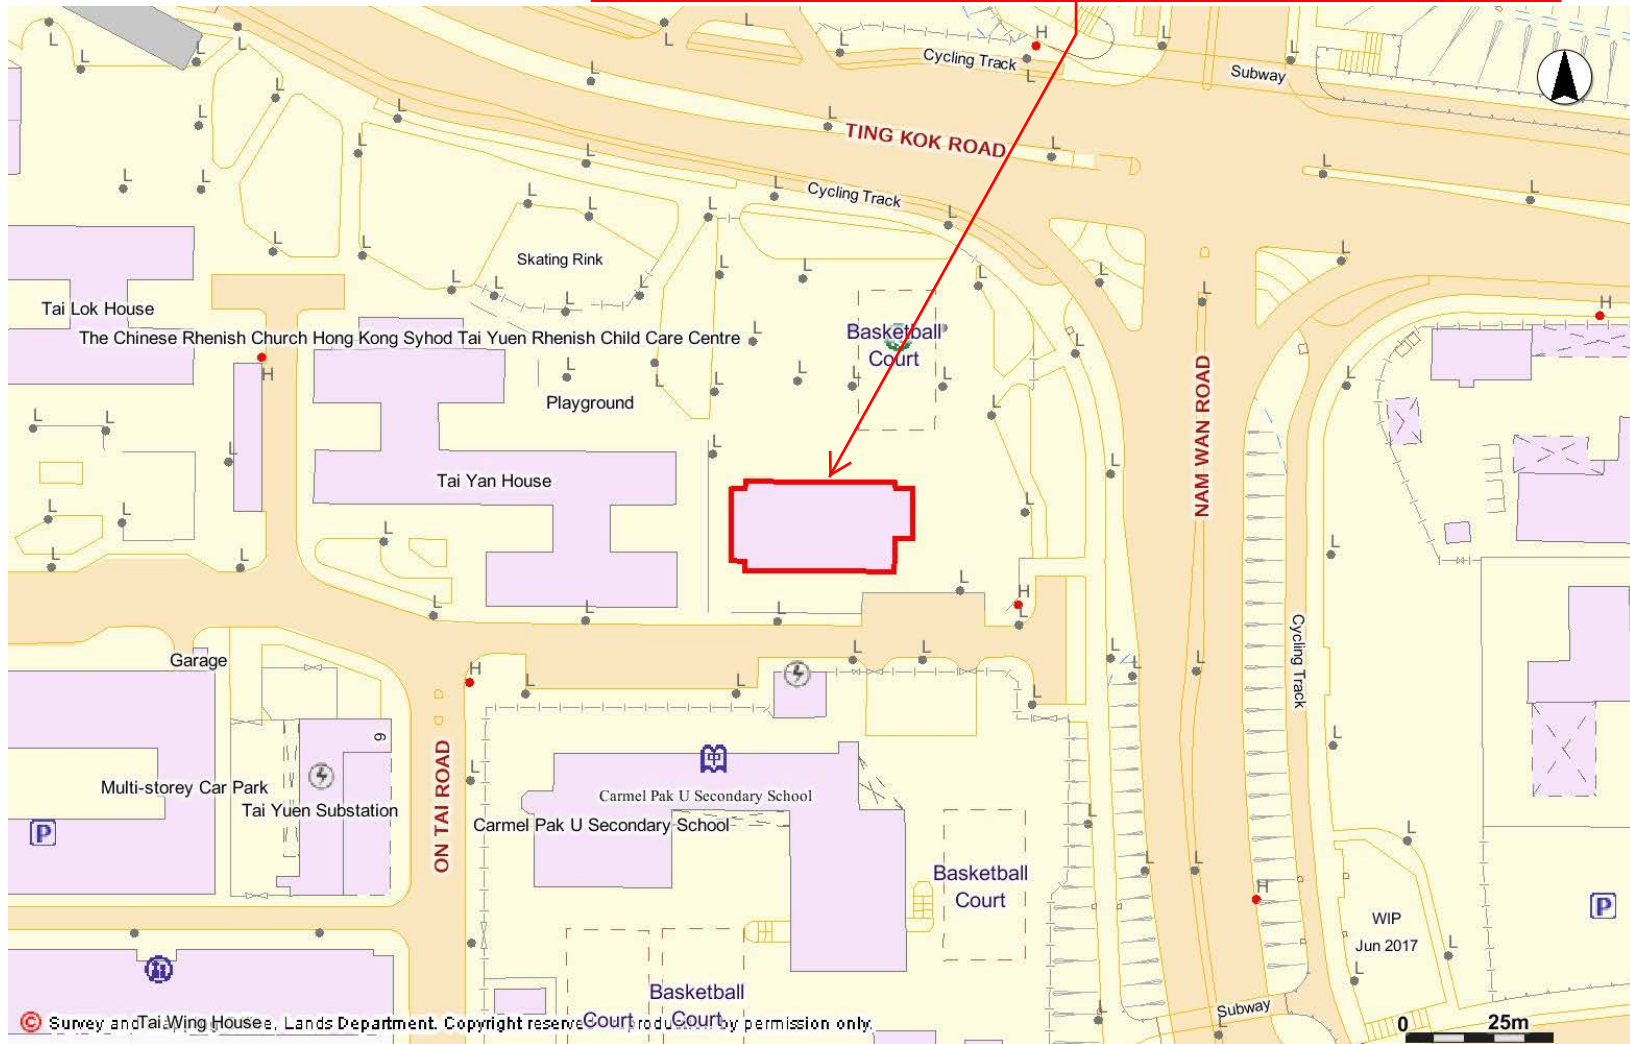 H
L
L
L
L
L
L
L
L
Cycling Track
L
Subway
L
L
L
L
L
L
TING KOK ROAD
L
L
L
L
L
L
L
Cycling Track
L
L
L
L
L
L
L
L
Skating Rink
L
L
L
L
L
L
L
L
L
L
H
Tai Lok House
The Chinese Rhenish Church Hong Kong Syhod Tai Yuen Rhenish Child Care Centre
L
Basketball
Court
L
H
L
L
L
L
L
L
L
Playground
NAM WAN ROAD
L
L
L
L
L
L
Tai Yan House
L
L
L
L
L
L
L
L
L
L
L
H
L
L
L
Cycling Track
Garage
H
L
L
L
L
L
L
L
L
6
ON TAI ROAD
L
L
中
Multi-storey Car Park
Tai Yuen Substation
Carmel Pak U Secondary School
Carmel Pak U Secondary School
L
L
P
Basketball
Court
L
L
H
P
WIP
Jun 2017
L
L
Basketball
Court
Court
L
L
Subway
Tai Wing House
© Survey and
, Lands Department. Copyright reserve
by permission only.
0 25m